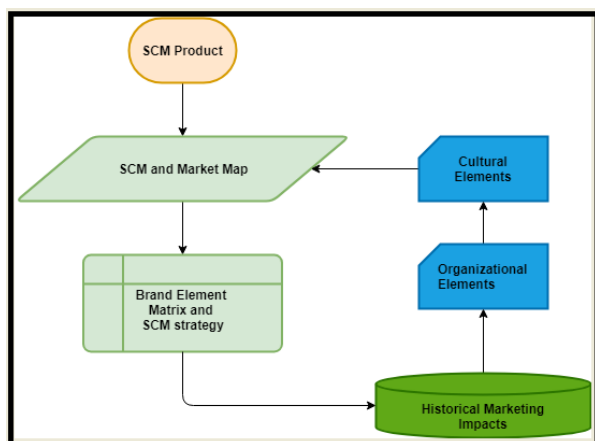 SCM Product
SCM and Market Map
Cultural
Elements
Organizational
Elements
Brand Element
Matrix and
SCM strategy
Historical Marketing
Impacts